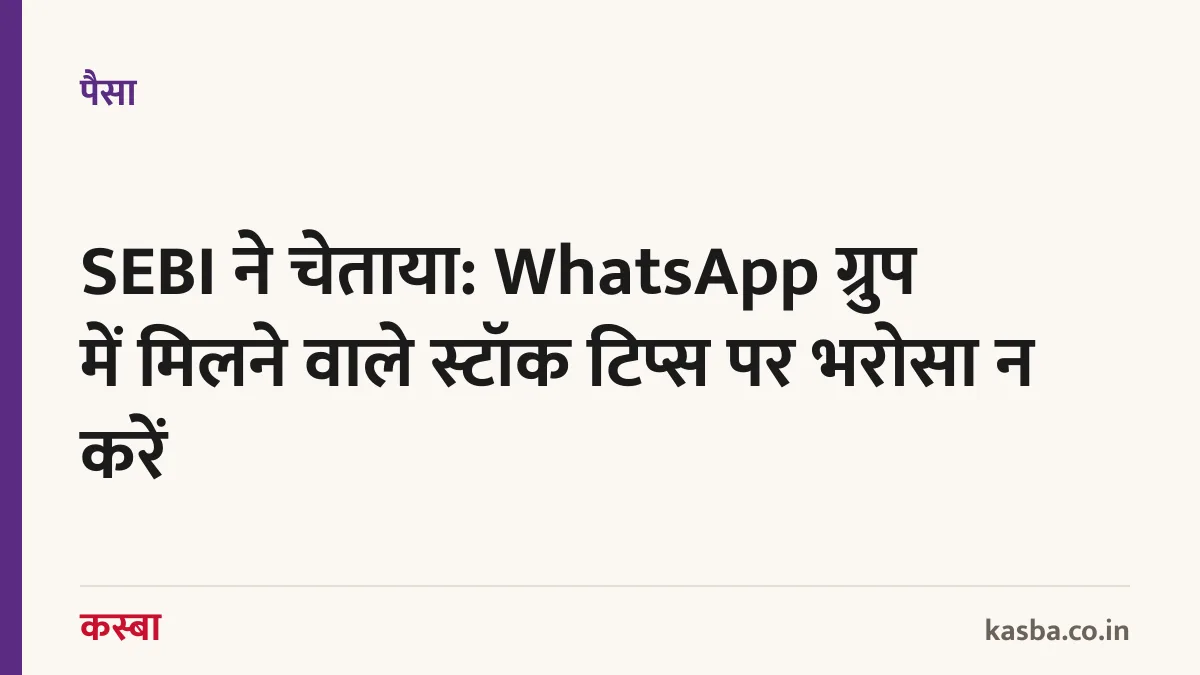 पैसा
SEBI ने चेताया: WhatsApp ग्रुप
में मिलने वाले स्टॉक टिप्स पर भरोसा न
करें
कस्बा
kasba.co.in